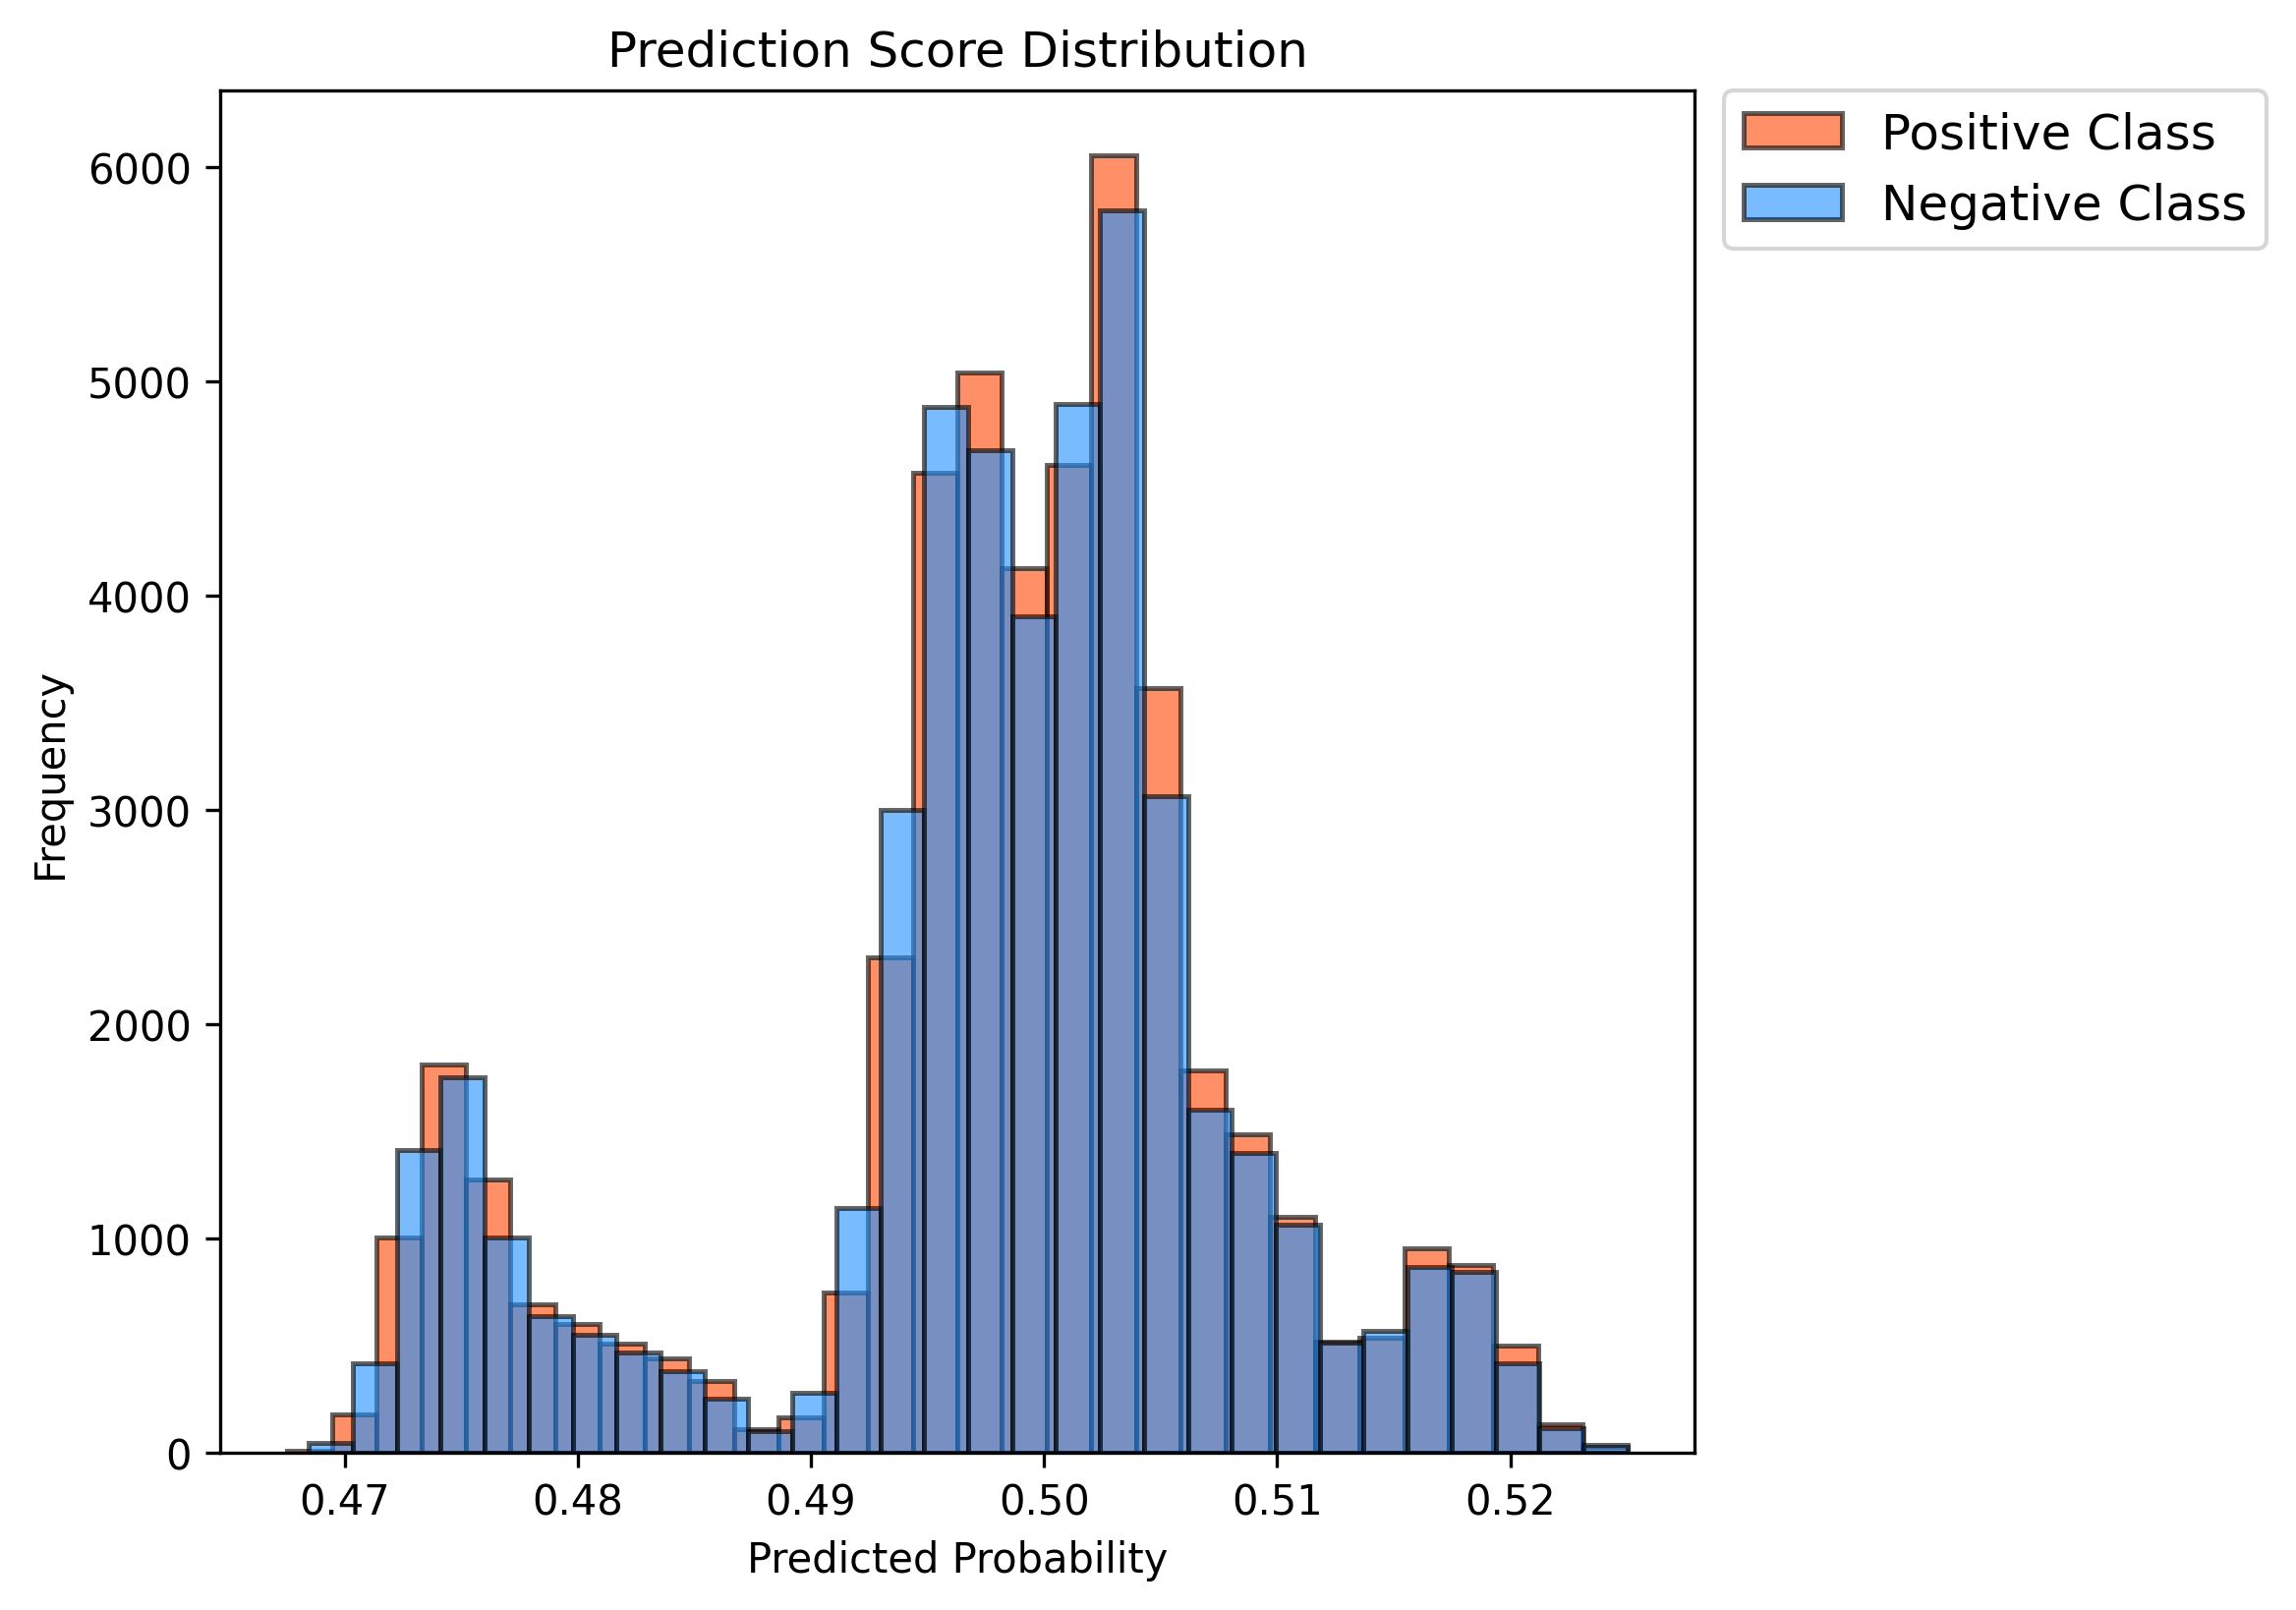 Prediction Score Distribution
Positive Class
Negative Class
6000
5000
4000
3000
2000
1000
0
Frequency
0.47
0.48
0.49
0.50
0.51
0.52
Predicted Probability